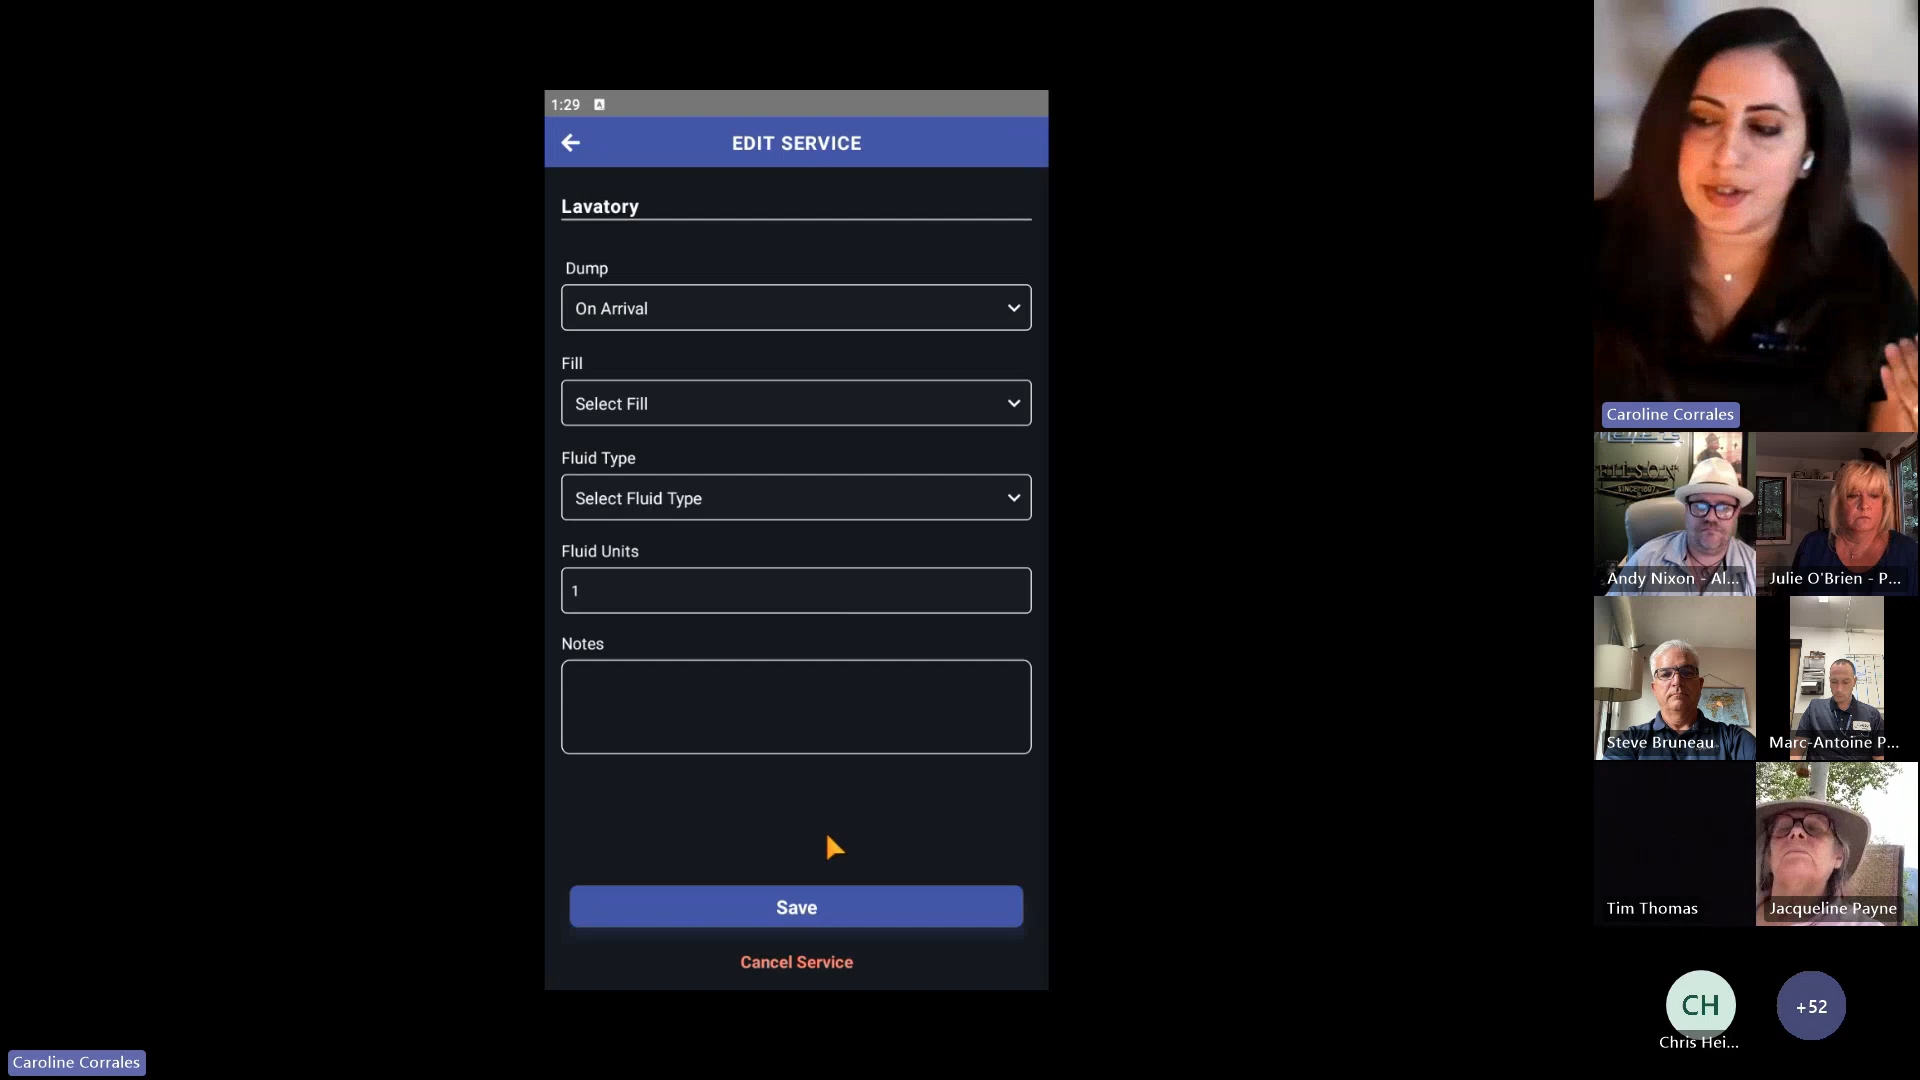 1:29
EDIT SERVICE
Lavatory
Dump
On Arrival
Fill
Select Fill
Fluid Type
Select Fluid Type
Fluid Units
1
Notes
Save
Cancel Service
Caroline Corrales
Caroline Corrales
SINCE 1897
Andy Nixon - Al...
Julie O'Brien - P...
Steve Bruneau
Marc-Antoine P...
Tim Thomas
Jacqueline Payne
CH
Chris Hei...
+52